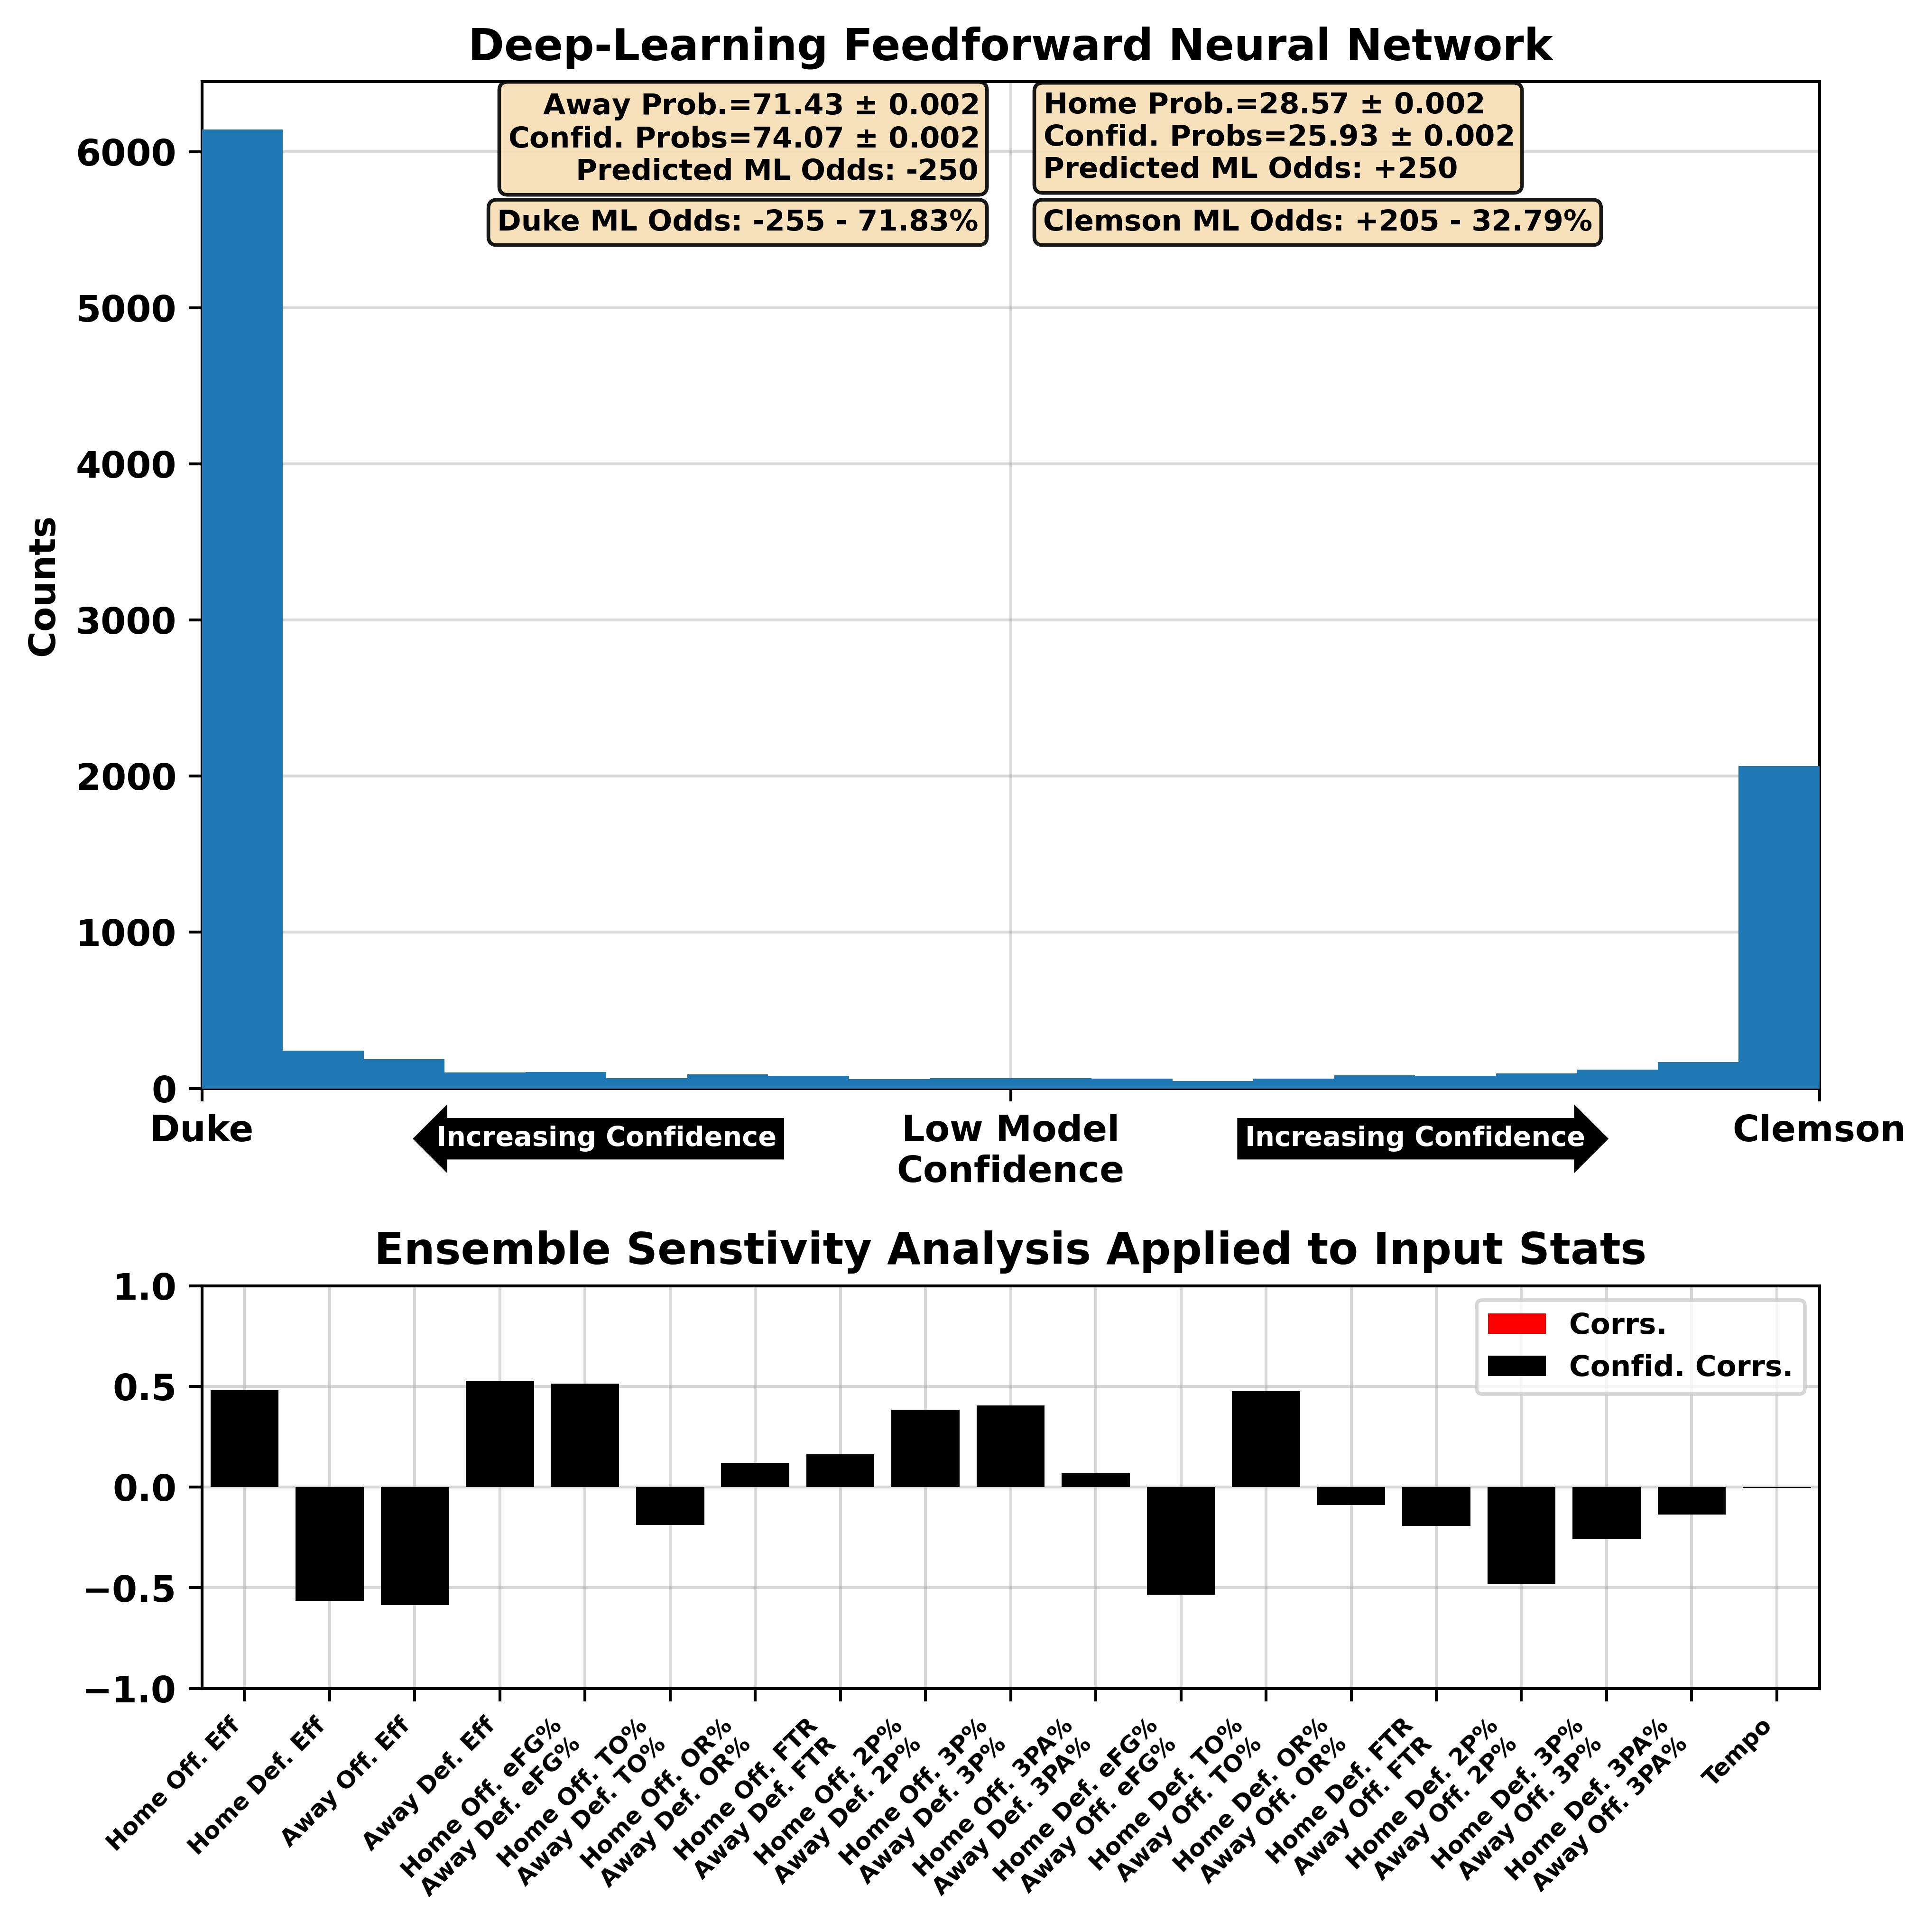 Deep-Learning Feedforward Neural Network
Away Prob.=71.43 ± 0.002
Confid. Probs=74.07 ± 0.002
Predicted ML Odds: -250
Home Prob.=28.57 ± 0.002
Confid. Probs=25.93 ± 0.002
Predicted ML Odds: +250
Duke ML Odds: -255 - 71.83%
Clemson ML Odds: +205 - 32.79%
Counts
6000
5000
4000
3000
2000
1000
0
Duke
Increasing Confidence
Low Model
Confidence
Increasing Confidence
Clemson
Ensemble Senstivity Analysis Applied to Input Stats
1.0
0.5
0.0
−0.5
−1.0
Corrs.
Confid. Corrs.
Home Off. Eff
Home Def. Eff
Away Off. Eff
Away Def. Eff
Home Off. eFG%
Away Def. eFG%
Home Off. TO%
Away Def. TO%
Home Off. OR%
Away Def. OR%
Home Off. FTR
Away Def. FTR
Home Off. 2P%
Away Def. 2P%
Home Off. 3P%
Away Def. 3P%
Home Off. 3PA%
Away Def. 3PA%
Home Def. eFG%
Away Off. eFG%
Home Def. TO%
Away Off. TO%
Home Def. OR%
Away Off. OR%
Home Def. FTR
Away Off. FTR
Home Def. 2P%
Away Off. 2P%
Home Def. 3P%
Away Off. 3P%
Home Def. 3PA%
Away Off. 3PA%
Tempo